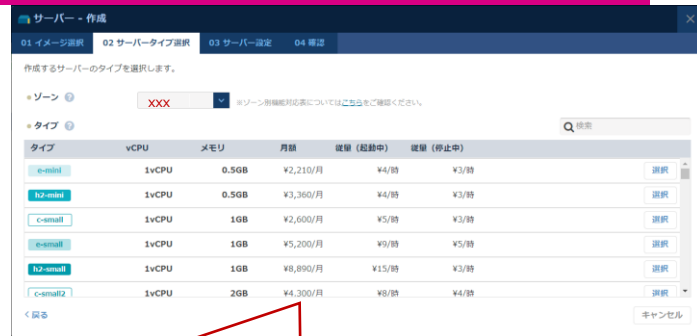 サーバー - 作成
01 イメージ選択 02 サーバータイプ選択 03 サーバー設定 04 確認
作成するサーバーのタイプを選択します。
ゾーン xxx ※ゾーン別機能対応表についてはこちらをご確認ください。
タイプ 検索
タイプ vCPU メモリ 月額 従量（起動中） 従量（停止中）
e-mini 1vCPU 0.5GB ¥2,210/月 ¥4/時 ¥3/時 選択
h2-mini 1vCPU 0.5GB ¥3,360/月 ¥4/時 ¥3/時 選択
c-small 1vCPU 1GB ¥2,600/月 ¥5/時 ¥3/時 選択
e-small 1vCPU 1GB ¥5,200/月 ¥9/時 ¥5/時 選択
h2-small 1vCPU 1GB ¥8,890/月 ¥15/時 ¥3/時 選択
c-small2 1vCPU 2GB ¥4,300/月 ¥8/時 ¥4/時 選択
戻る キャンセル